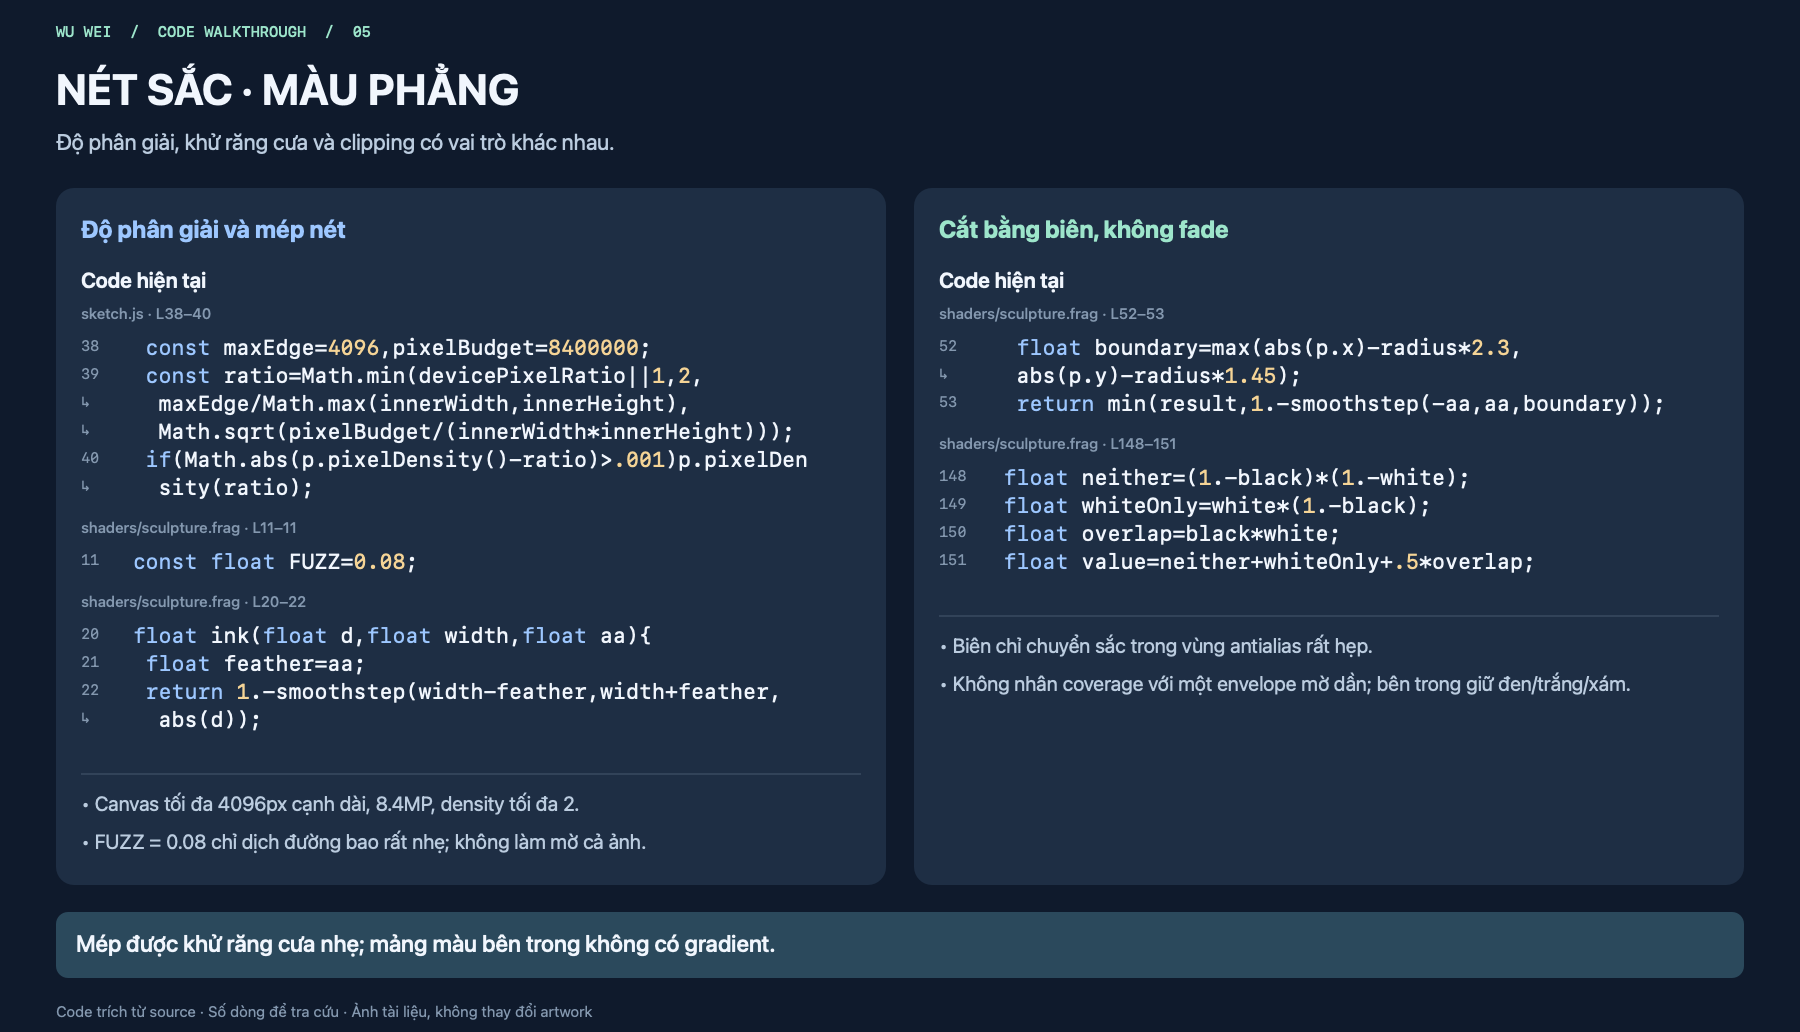 WU WEI / CODE WALKTHROUGH / 05
NÉT SẮC · MÀU PHẲNG
Độ phân giải, khử răng cưa và clipping có vai trò khác nhau.
Độ phân giải và mép nét
Code hiện tại
sketch.js · L38–40
38 const maxEdge=4096,pixelBudget=8400000;
39 const ratio=Math.min(devicePixelRatio||1,2,
↳ maxEdge/Math.max(innerWidth,innerHeight),
↳ Math.sqrt(pixelBudget/(innerWidth*innerHeight)));
40 if(Math.abs(p.pixelDensity()-ratio)>.001)p.pixelDen
↳ sity(ratio);
shaders/sculpture.frag · L11–11
11 const float FUZZ=0.08;
shaders/sculpture.frag · L20–22
20 float ink(float d,float width,float aa){
21 float feather=aa;
22 return 1.-smoothstep(width-feather,width+feather,
↳ abs(d));
• Canvas tối đa 4096px cạnh dài, 8.4MP, density tối đa 2.
• FUZZ = 0.08 chỉ dịch đường bao rất nhẹ; không làm mờ cả ảnh.
Cắt bằng biên, không fade
Code hiện tại
shaders/sculpture.frag · L52–53
52 float boundary=max(abs(p.x)-radius*2.3,
↳ abs(p.y)-radius*1.45);
53 return min(result,1.-smoothstep(-aa,aa,boundary));
shaders/sculpture.frag · L148–151
148 float neither=(1.-black)*(1.-white);
149 float whiteOnly=white*(1.-black);
150 float overlap=black*white;
151 float value=neither+whiteOnly+.5*overlap;
• Biên chỉ chuyển sắc trong vùng antialias rất hẹp.
• Không nhân coverage với một envelope mờ dần; bên trong giữ đen/trắng/xám.
Mép được khử răng cưa nhẹ; mảng màu bên trong không có gradient.
Code trích từ source · Số dòng để tra cứu · Ảnh tài liệu, không thay đổi artwork